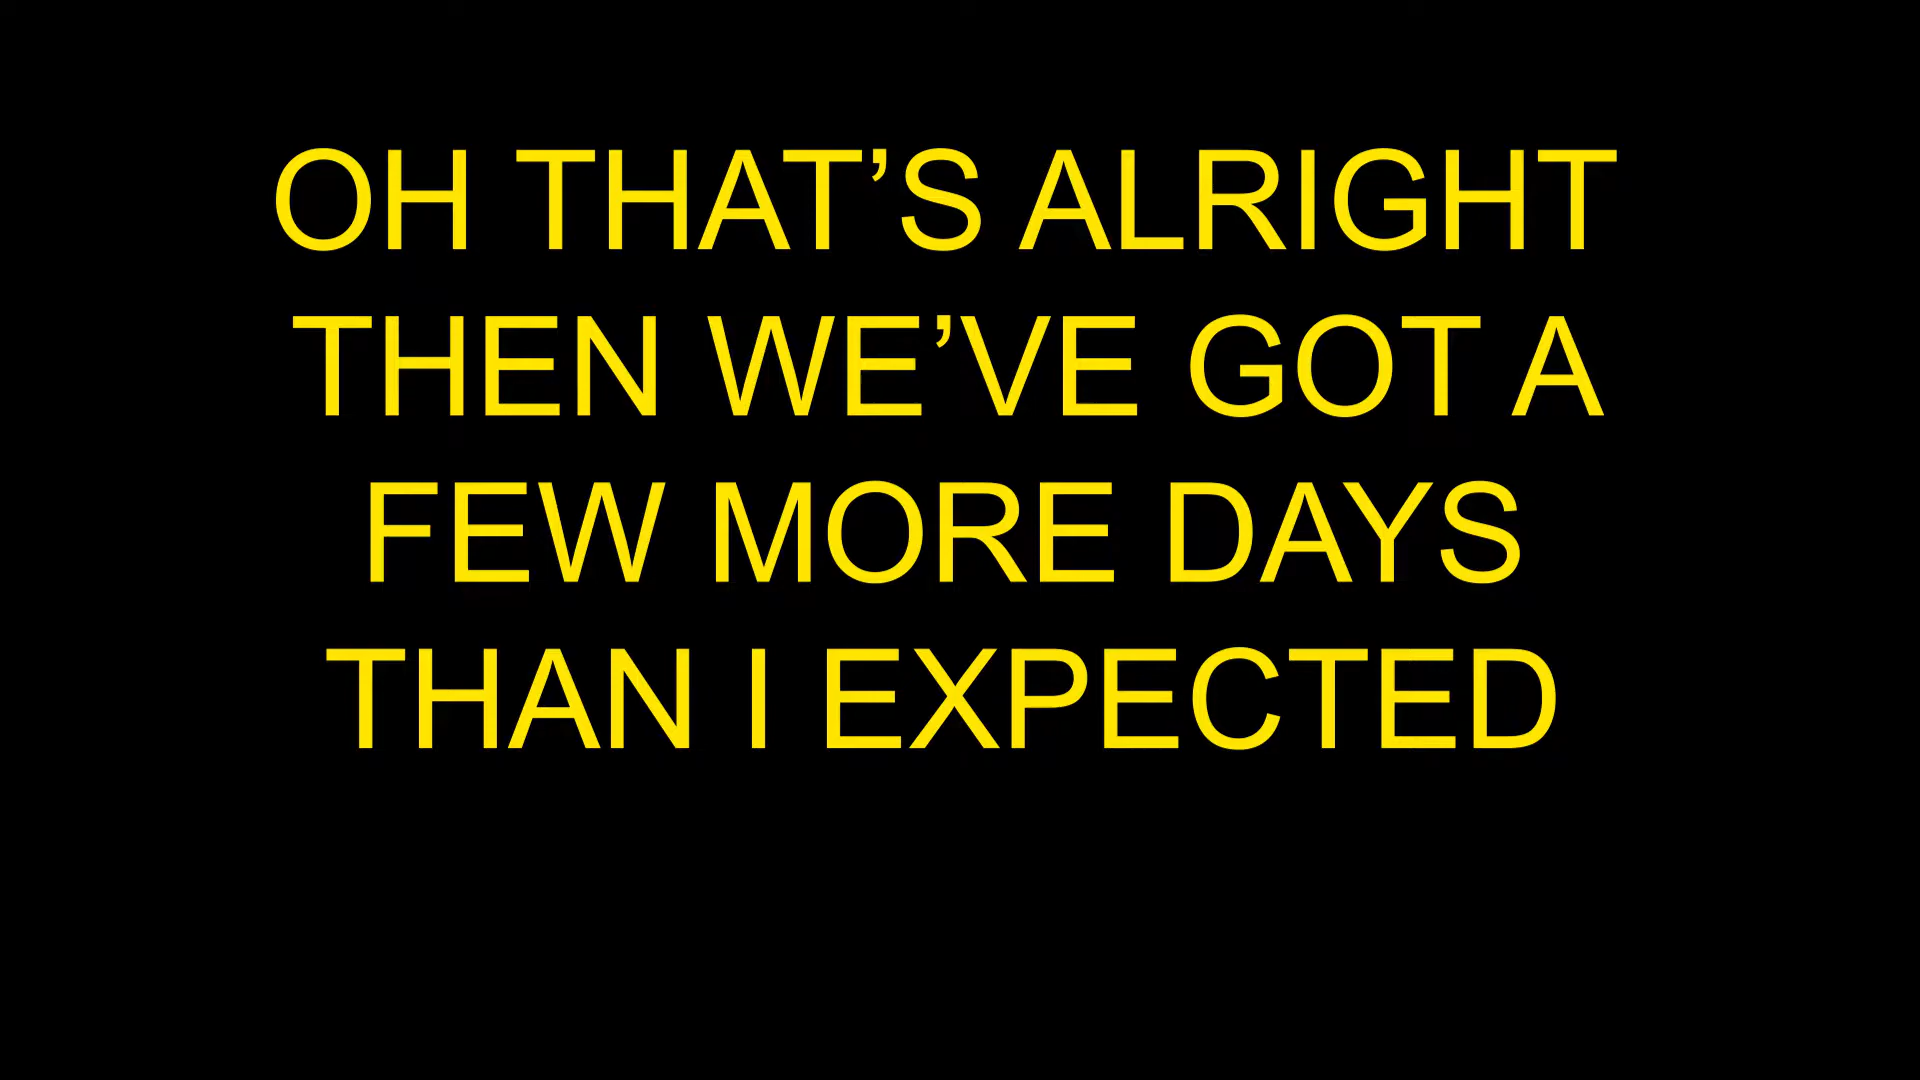 OH THAT’S ALRIGHT
THEN WE’VE GOT A
FEW MORE DAYS
THAN I EXPECTED